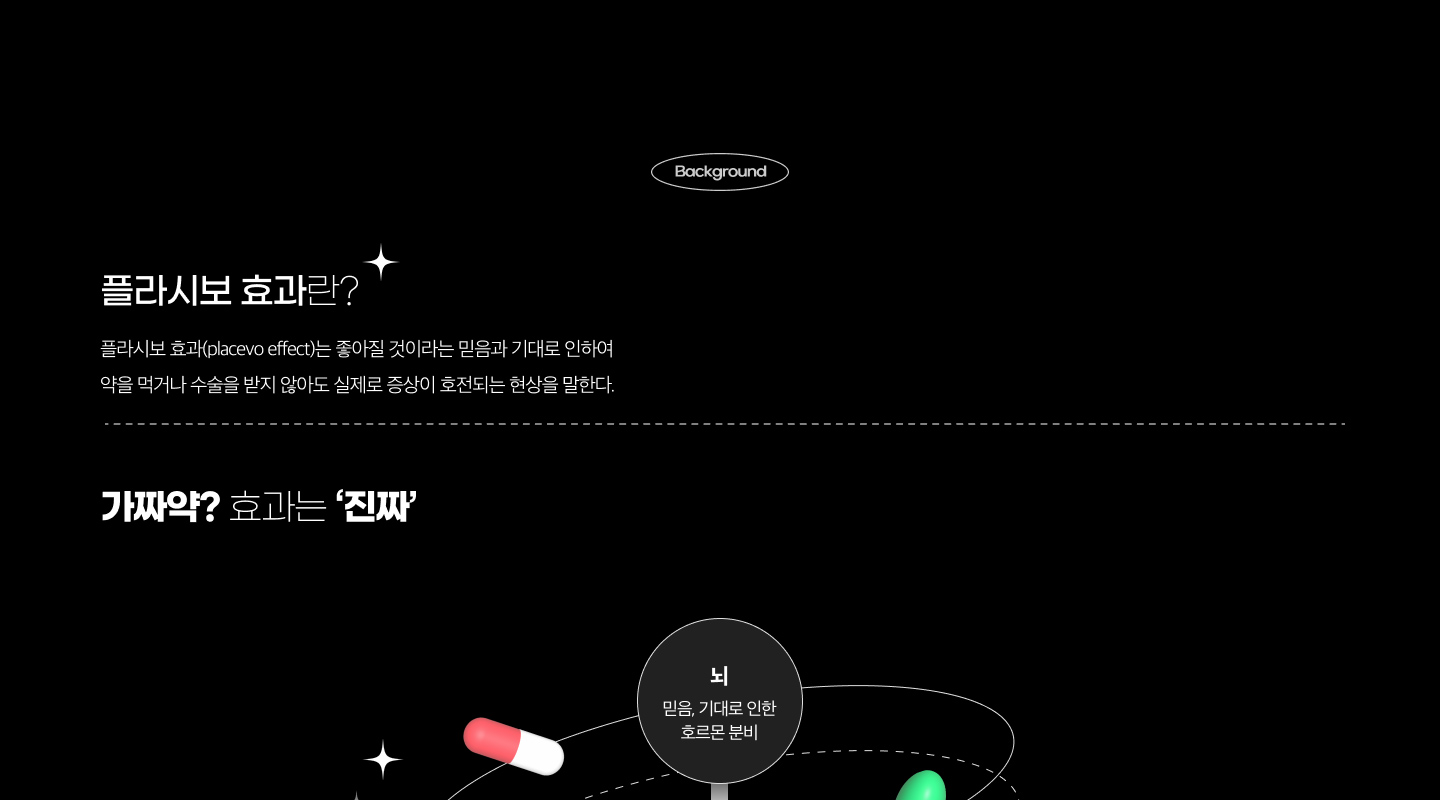 Background
플라시보 효과란?
플라시보 효과(placevo effect)는 좋아질 것이라는 믿음과 기대로 인하여
약을 먹거나 수술을 받지 않아도 실제로 증상이 호전되는 현상을 말한다.
가짜약? 효과는 ‘진짜’
뇌
믿음, 기대로 인한
호르몬 분비